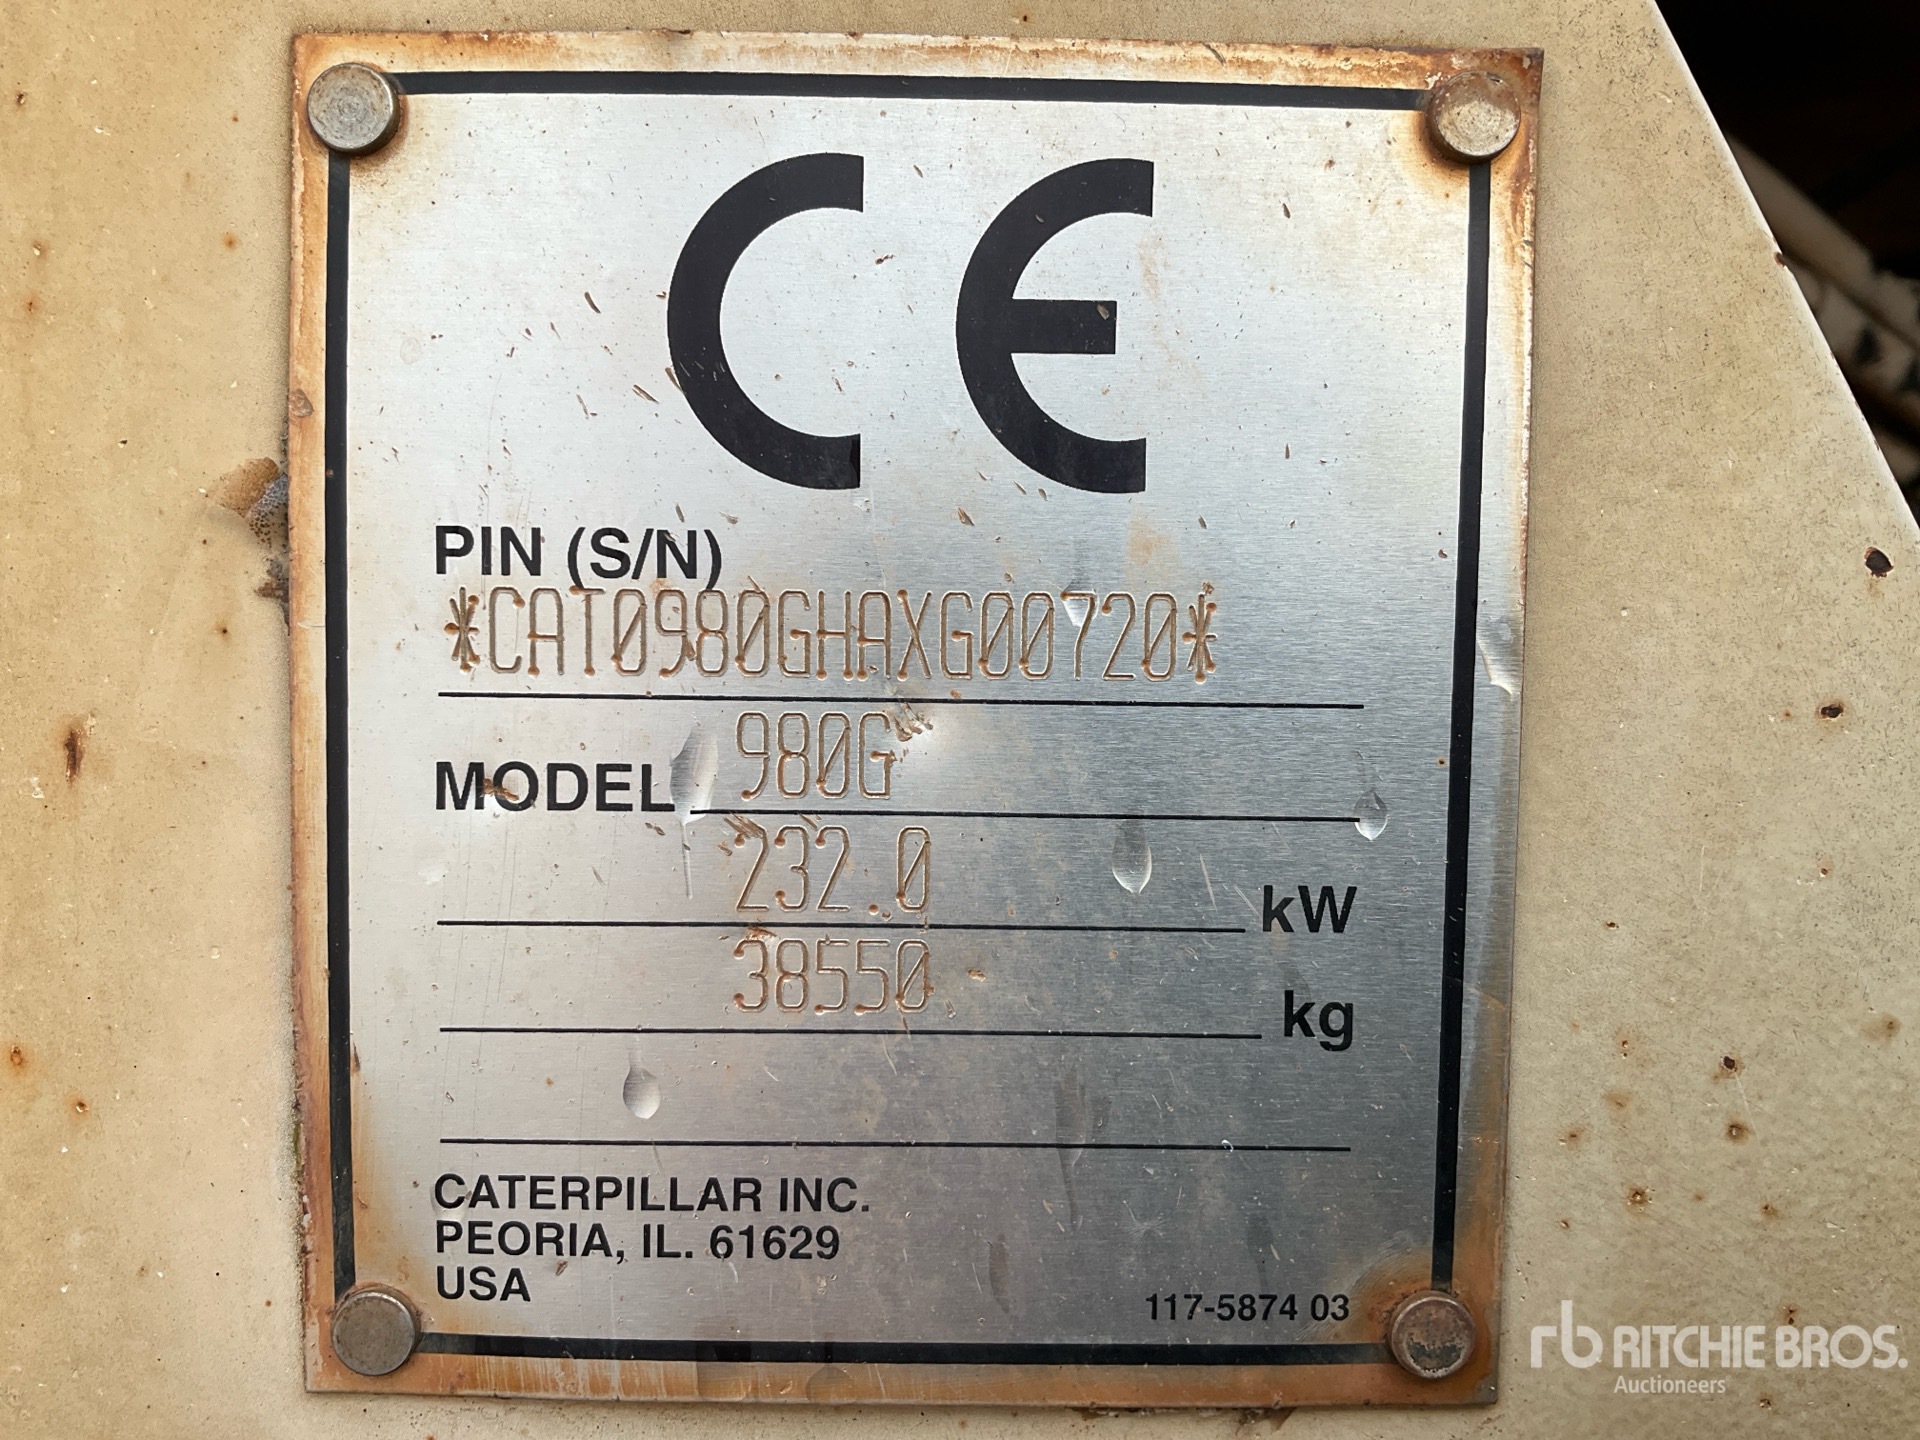 CE
PIN (S/N)
*CAT0980GHAXG00720*
980G
MODEL
232.0
kW
38550
kg
CATERPILLAR INC.
PEORIA, IL. 61629
USA
117-5874 03
rb RITCHIE BROS.
Auctioneers